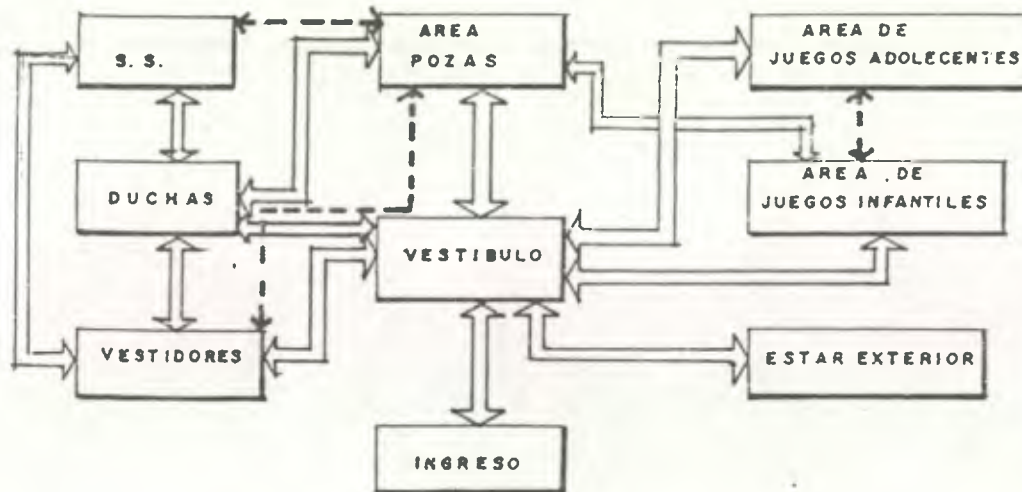 S.S.
AREA
POZAS
AREA DE
JUEGOS ADOLECENTES
DUCHAS
AREA DE
JUEGOS INFANTILES
VESTIBULO
VESTIDORES
ESTAR EXTERIOR
INGRESO